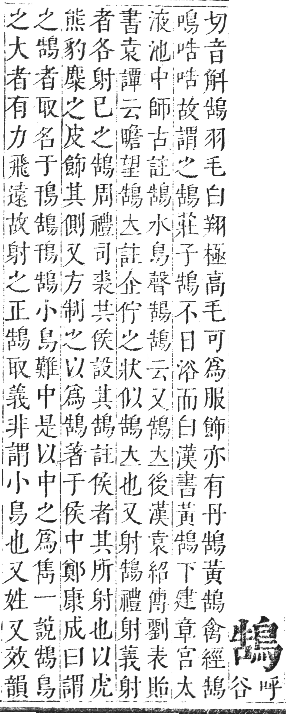 鵠呼谷
切音斛鵠羽毛白翔極高毛可爲服飾亦有丹鵠黃鵠禽經鵠
鳴哠哠故謂之鵠莊子鵠不日浴而白漢書黃鵠下建章宮太
液池中師古註鵠水鳥聲鵠鵠云又鵠立後漢袁紹傳劉表貽
書袁譚云瞻望鵠立註企佇之狀似鵠立也又射鵠禮射義射
者各射已之鵠周禮司裘共侯設其鵠註侯者其所射也以虎
熊豹麋之皮飾其側又方制之以爲鵠著于侯中鄭康成曰謂
之鵠者取名于鳱鵠鳱鵠小鳥難中是以中之爲雋一說鵠鳥
之大者有力飛遠故射之正鵠取義非謂小鳥也又姓又效韻